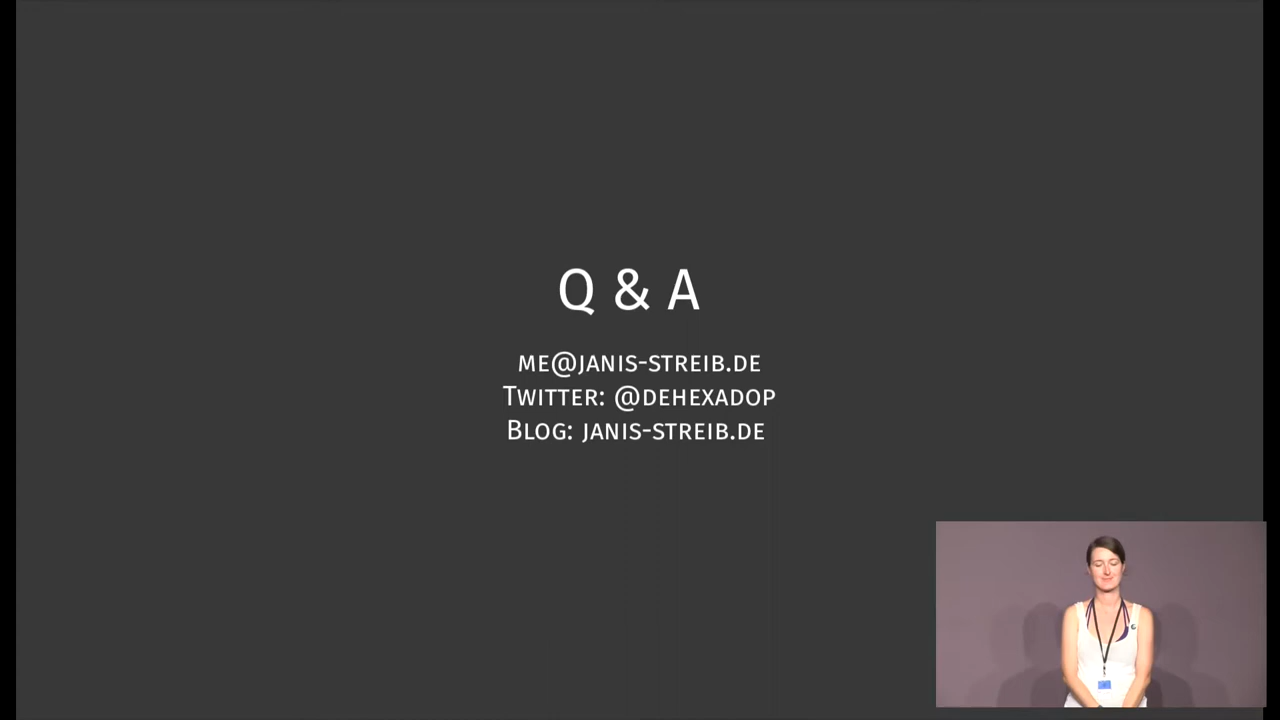 Q & A
me@janis-streib.de
Twitter: @dehexadop
Blog: janis-streib.de